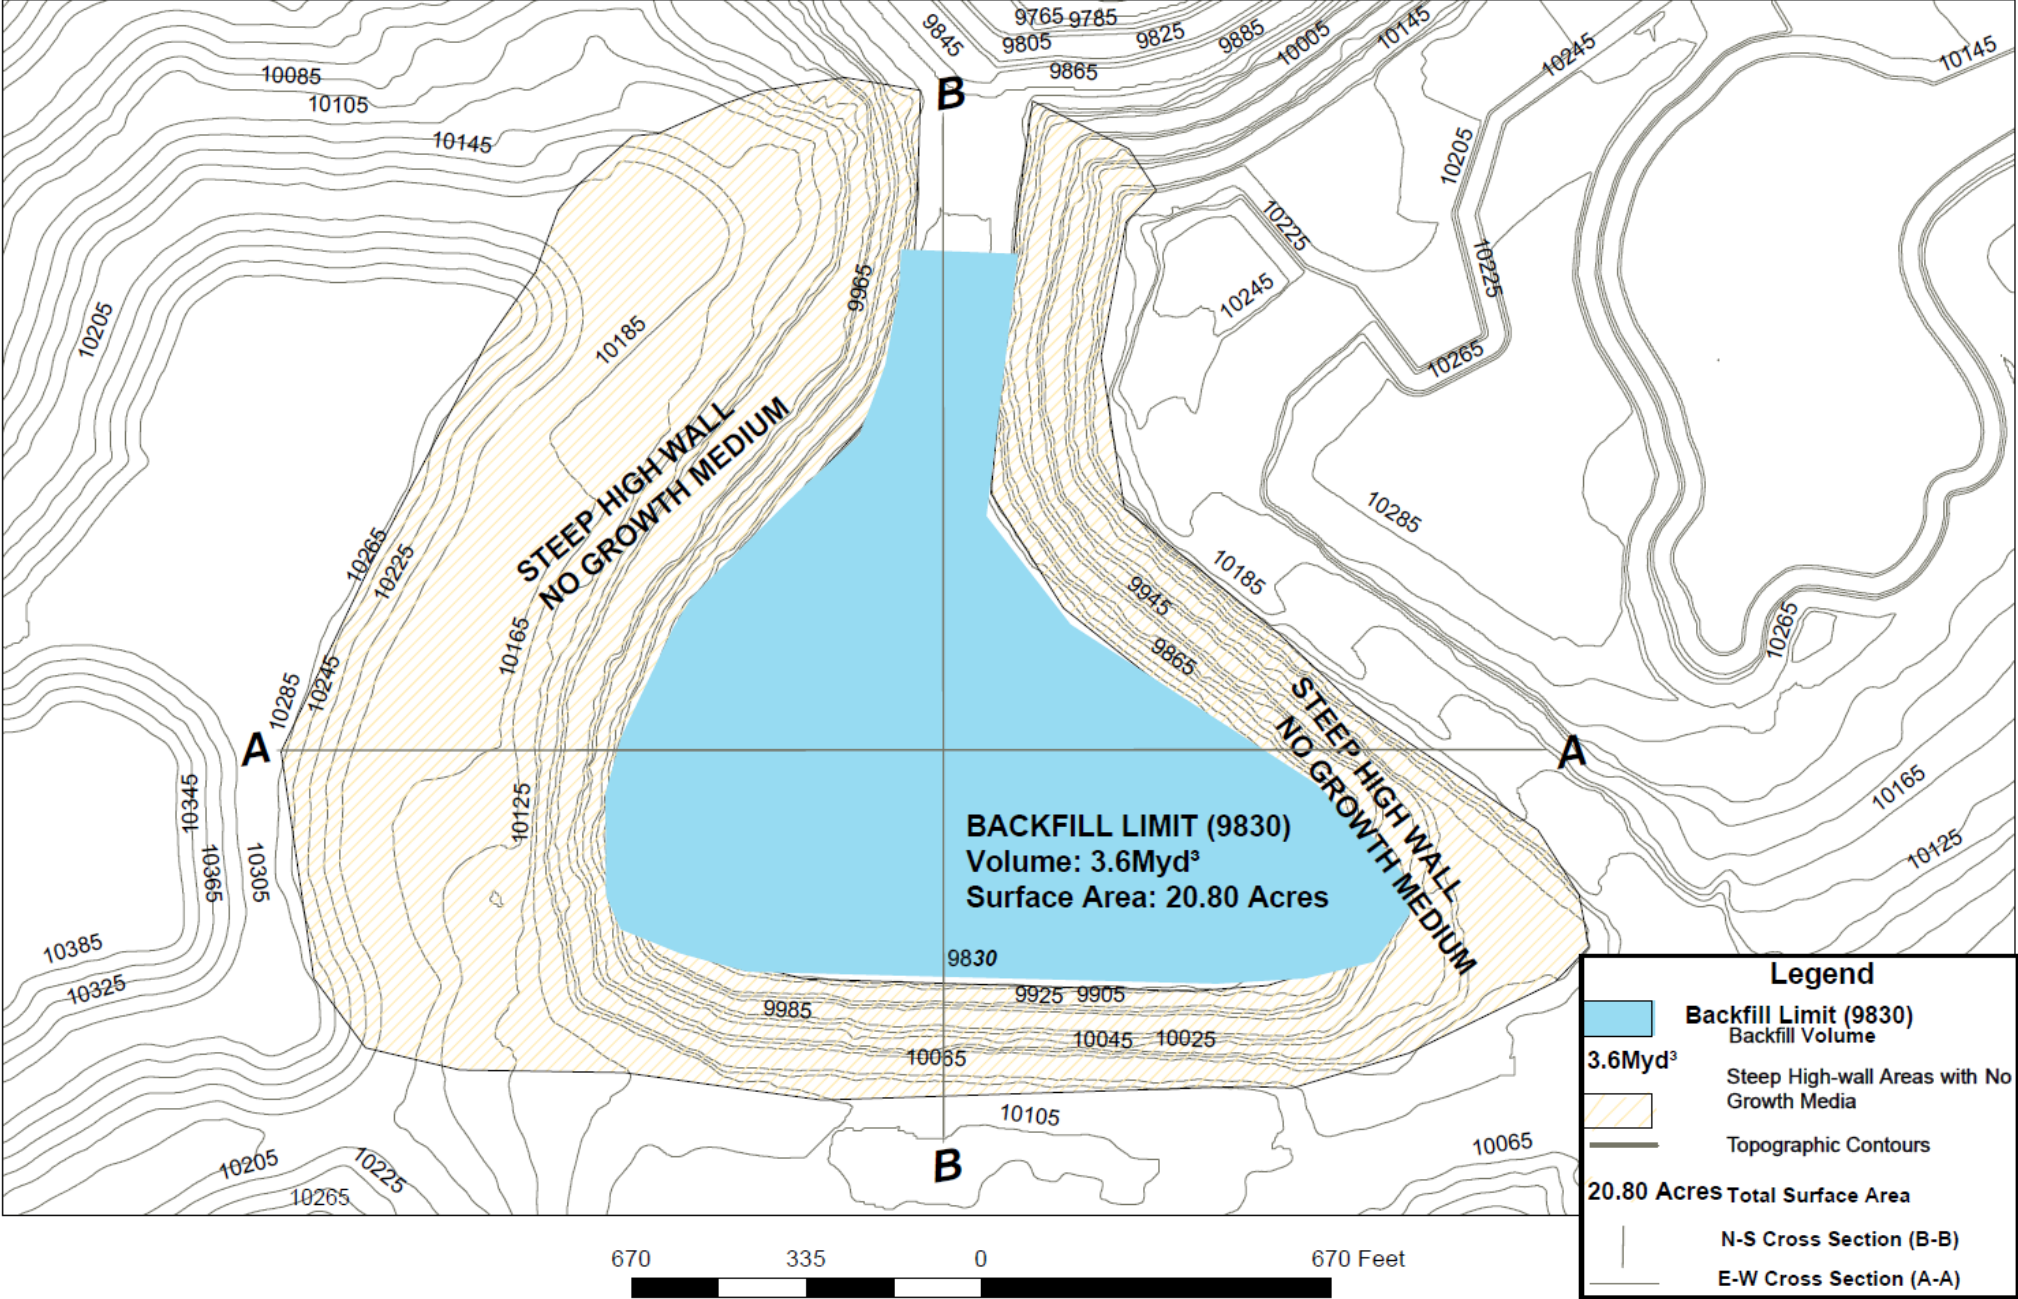 9765 9785
9845
9805
9825
9885
10005
10145
10245
10145
9865
10085
10105
10145
B
10205
10225
10225
10245
10265
9965
10205
10185
STEEP HIGH WALL
NO GROWTH MEDIUM
10265
10225
10285
10185
9945
9865
10265
10165
10245
10285
A
A
STEEP HIGH WALL
NO GROWTH MEDIUM
10345
10365
10305
10125
10165
10125
BACKFILL LIMIT (9830)
Volume: 3.6Myd³
Surface Area: 20.80 Acres
9830
10385
10325
9985
9925
9905
10045
10025
10065
10105
B
10065
10205
10225
10265
Legend
Backfill Limit (9830)
Backfill Volume
3.6Myd³
Steep High-wall Areas with No
Growth Media
Topographic Contours
20.80 Acres Total Surface Area
N-S Cross Section (B-B)
E-W Cross Section (A-A)
670 335 0 670 Feet